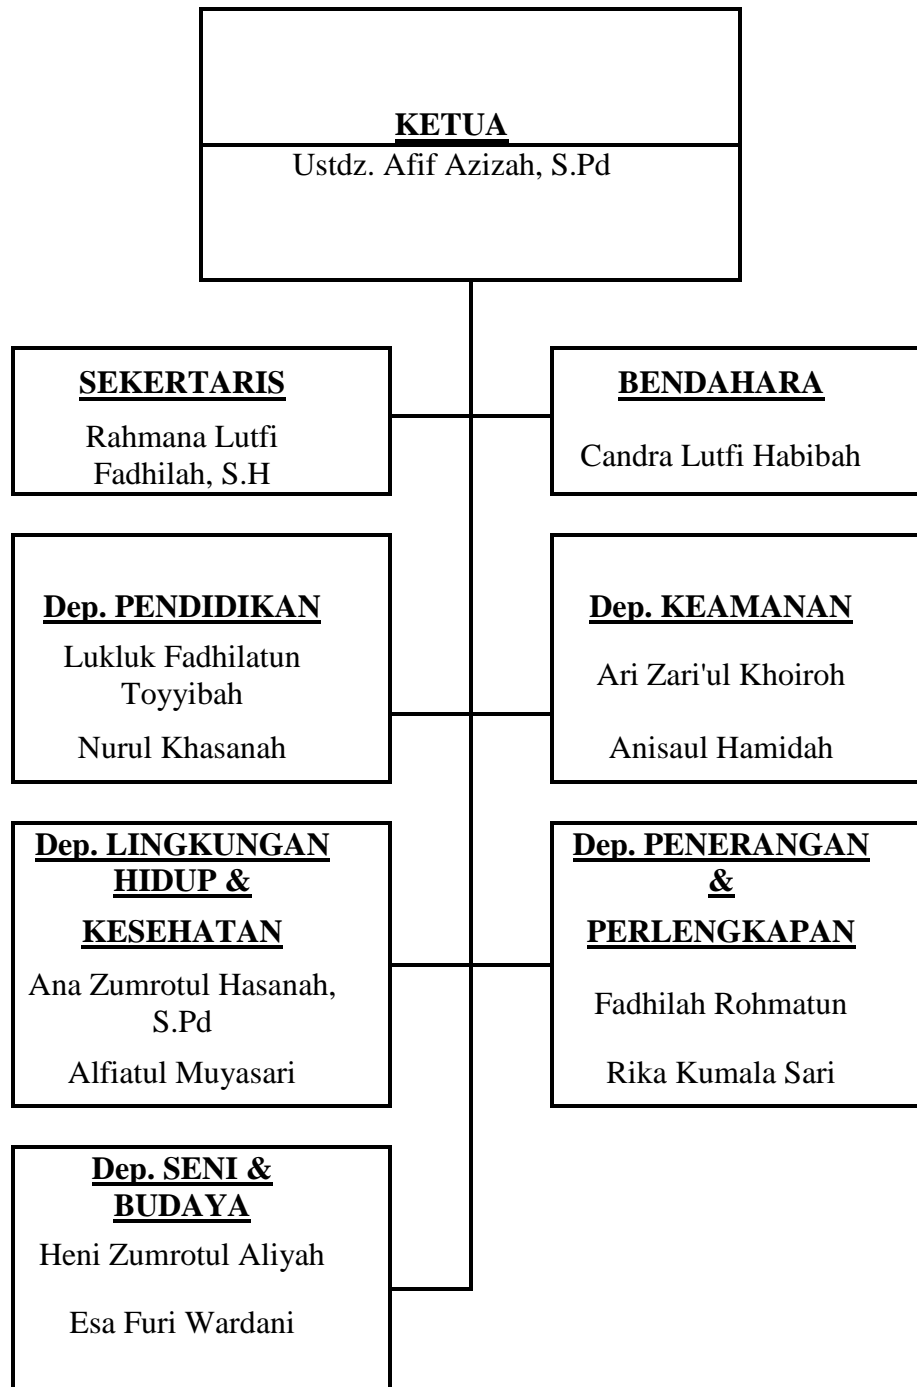 KETUA
Ustdz. Afif Azizah, S.Pd
SEKERTARIS
Rahmana Lutfi
Fadhilah, S.H
BENDAHARA
Candra Lutfi Habibah
Dep. PENDIDIKAN
Lukluk Fadhilatun
Toyyibah
Nurul Khasanah
Dep. KEAMANAN
Ari Zari'ul Khoiroh
Anisaul Hamidah
Dep. LINGKUNGAN
HIDUP &
KESEHATAN
Ana Zumrotul Hasanah,
S.Pd
Alfiatul Muyasari
Dep. PENERANGAN
&
PERLENGKAPAN
Fadhilah Rohmatun
Rika Kumala Sari
Dep. SENI &
BUDAYA
Heni Zumrotul Aliyah
Esa Furi Wardani